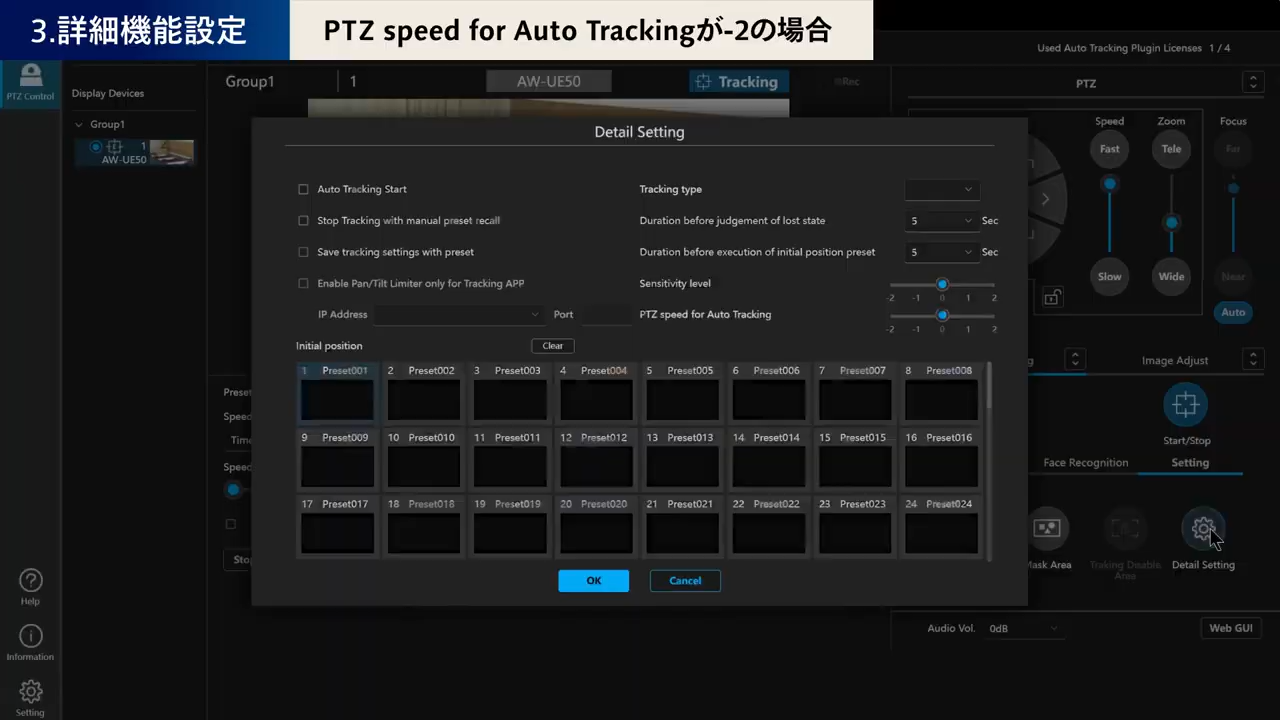 3.詳細機能設定
PTZ speed for Auto Trackingが-2の場合
Used Auto Tracking Plugin Licenses 1 / 4
PTZ Control
Display Devices
Group1
1
AW-UE50
Tracking
Rec
PTZ
Group1
1
AW-UE50
Speed
Zoom
Focus
Fast
Tele
Far
Slow
Wide
Near
Auto
Detail Setting
Auto Tracking Start
Stop Tracking with manual preset recall
Save tracking settings with preset
Enable Pan/Tilt Limiter only for Tracking APP
IP Address
Port
Tracking type
Duration before judgement of lost state
5
Sec
Duration before execution of initial position preset
5
Sec
Sensitivity level
-2 -1 0 1 2
PTZ speed for Auto Tracking
-2 -1 0 1 2
Initial position
Clear
1 Preset001
2 Preset002
3 Preset003
4 Preset004
5 Preset005
6 Preset006
7 Preset007
8 Preset008
9 Preset009
10 Preset010
11 Preset011
12 Preset012
13 Preset013
14 Preset014
15 Preset015
16 Preset016
17 Preset017
18 Preset018
19 Preset019
20 Preset020
21 Preset021
22 Preset022
23 Preset023
24 Preset024
OK
Cancel
Preset
Speed
Time
Speed
Image Adjust
Start/Stop
Face Recognition
Setting
Mask Area
Traking Disable
Area
Detail Setting
Audio Vol.
0dB
Web GUI
Help
Information
Setting